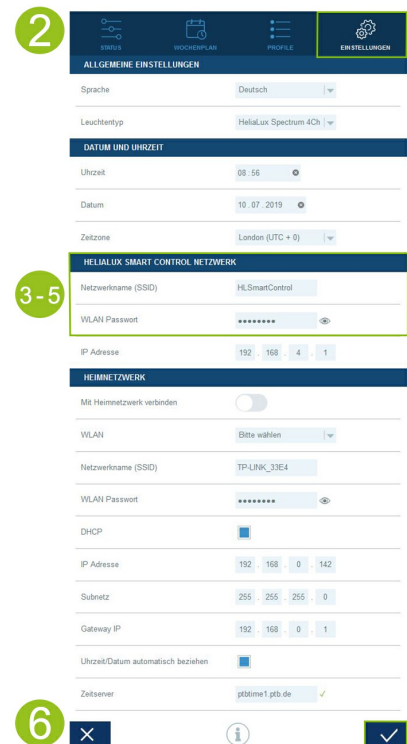 2
STATUS WOCHENPLAN PROFILE EINSTELLUNGEN
ALLGEMEINE EINSTELLUNGEN
Sprache Deutsch
Leuchtentyp HeliaLux Spectrum 4Ch
DATUM UND UHRZEIT
Uhrzeit 08:56
Datum 10.07.2019
Zeitzone London (UTC + 0)
HELIALUX SMART CONTROL NETZWERK
3-5
Netzwerkname (SSID) HLSmartControl
WLAN Passwort ••••••••
IP Adresse 192 . 168 . 4 . 1
HEIMNETZWERK
Mit Heimnetzwerk verbinden
WLAN Bitte wählen
Netzwerkname (SSID) TP-LINK_33E4
WLAN Passwort ••••••••
DHCP
IP Adresse 192 . 168 . 0 . 142
Subnetz 255 . 255 . 255 . 0
Gateway IP 192 . 168 . 0 . 1
Uhrzeit/Datum automatisch beziehen
Zeitserver ptbtime1.ptb.de ✓
6